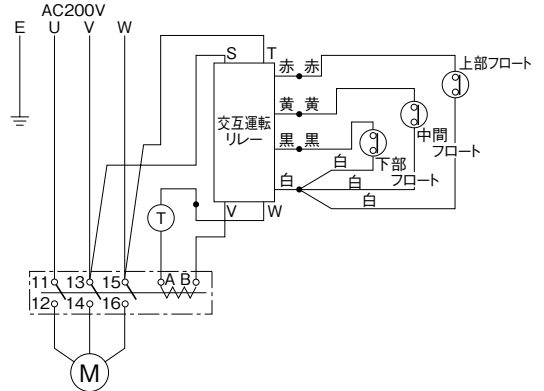 AC200V
E U V W
S T
赤 赤
上部フロート
黄 黄
交互運転
リレー
中間
フロート
黒 黒
下部
フロート
白
白 白
白
V W
T
11 13 15 A B
12 14 16
M